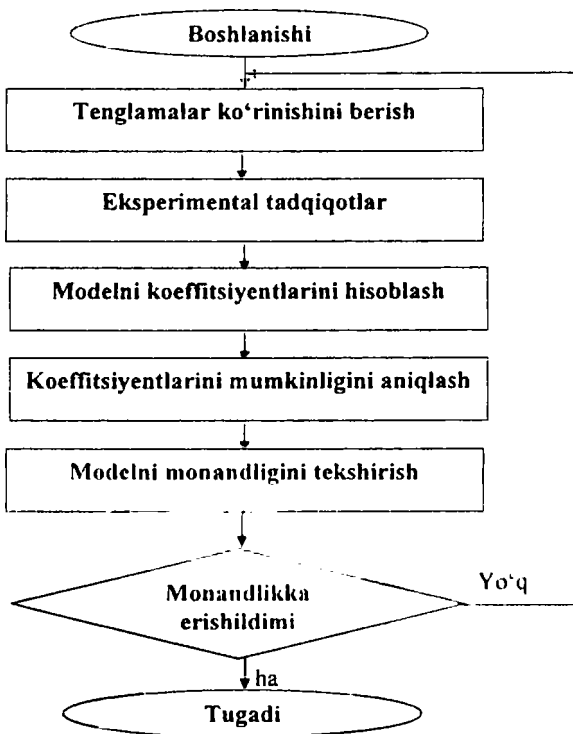 Boshlanishi
Tenglamalar ko‘rinishini berish
Eksperimental tadqiqotlar
Modelni koeffitsiyentlarini hisoblash
Koeffitsiyentlarini mumkinligini aniqlash
Modelni monandligini tekshirish
Monandlikka
erishildimi
Yo‘q
ha
Tugadi